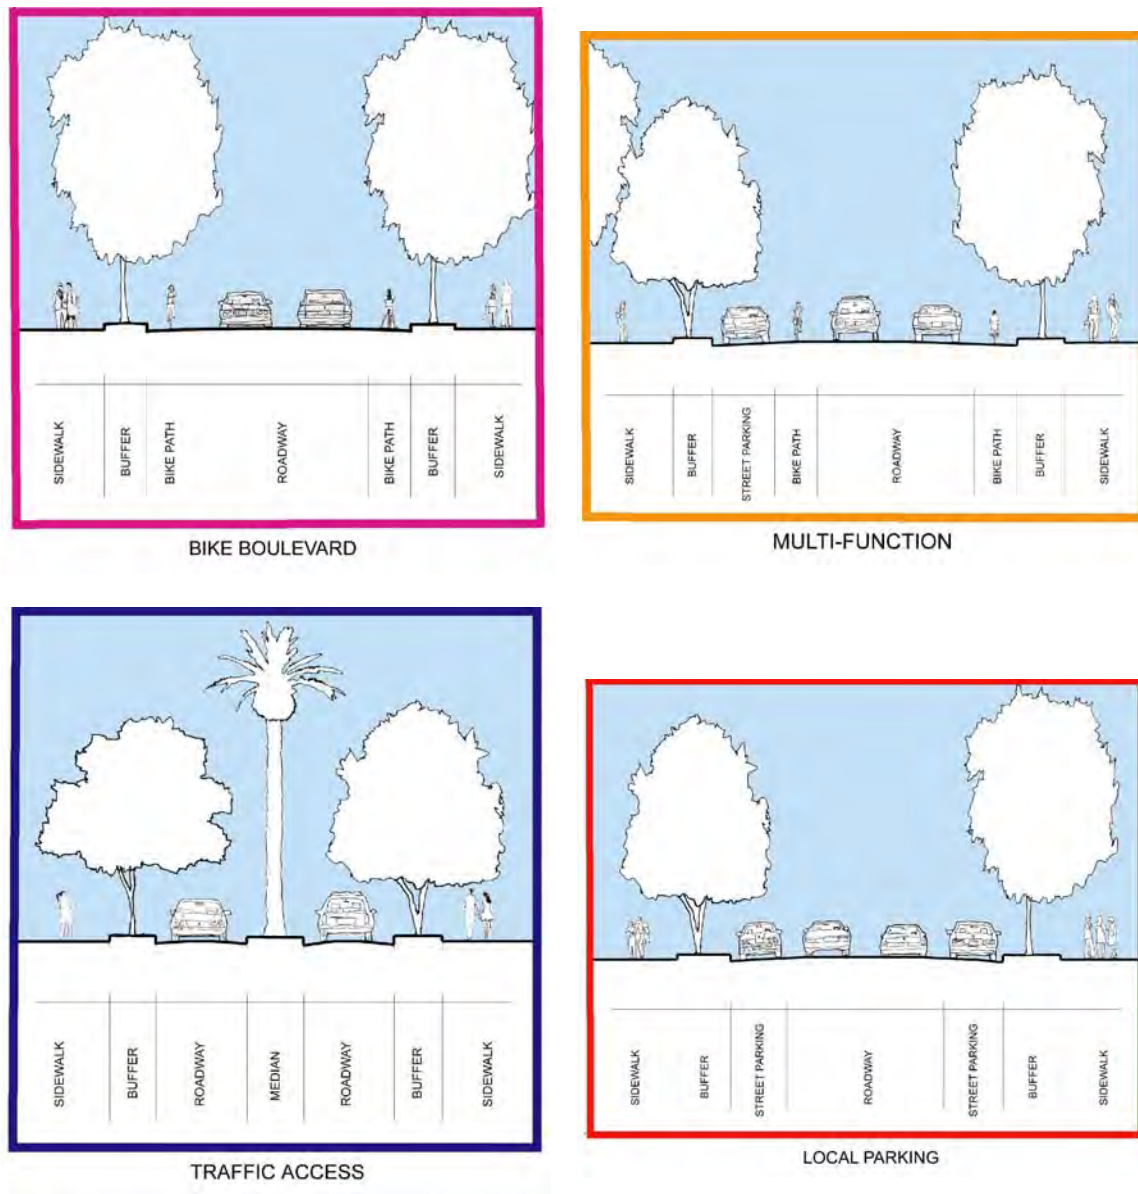 SIDEWALK
BUFFER
BIKE PATH
ROADWAY
BIKE PATH
BUFFER
SIDEWALK
BIKE BOULEVARD
SIDEWALK
BUFFER
STREET PARKING
BIKE PATH
ROADWAY
BIKE PATH
BUFFER
SIDEWALK
MULTI-FUNCTION
SIDEWALK
BUFFER
ROADWAY
MEDIAN
ROADWAY
BUFFER
SIDEWALK
TRAFFIC ACCESS
SIDEWALK
BUFFER
STREET PARKING
ROADWAY
STREET PARKING
BUFFER
SIDEWALK
LOCAL PARKING